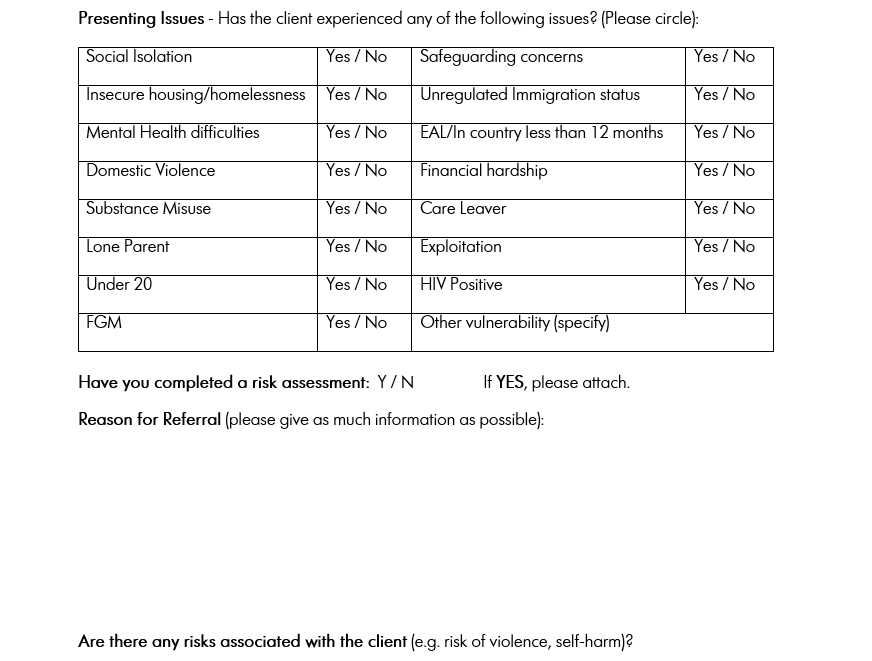 Presenting Issues - Has the client experienced any of the following issues? (Please circle):
Social Isolation Yes / No Safeguarding concerns Yes / No
Insecure housing/homelessness Yes / No Unregulated Immigration status Yes / No
Mental Health difficulties Yes / No EAL/In country less than 12 months Yes / No
Domestic Violence Yes / No Financial hardship Yes / No
Substance Misuse Yes / No Care Leaver Yes / No
Lone Parent Yes / No Exploitation Yes / No
Under 20 Yes / No HIV Positive Yes / No
FGM Yes / No Other vulnerability (specify)
Have you completed a risk assessment: Y / N If YES, please attach.
Reason for Referral (please give as much information as possible):
Are there any risks associated with the client (e.g. risk of violence, self-harm)?